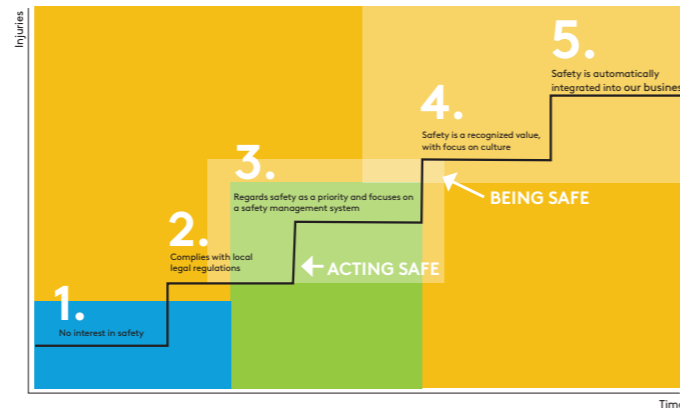 Injuries
5.
Safety is automatically
integrated into our busines
4.
Safety is a recognized value,
with focus on culture
3.
Regards safety as a priority and focuses on
a safety management system
BEING SAFE
2.
Complies with local
legal regulations
ACTING SAFE
1.
No interest in safety
Time